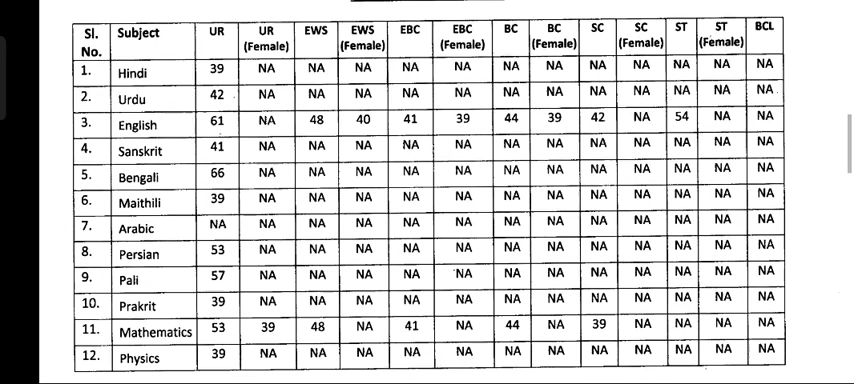 Sl. No. Subject UR UR (Female) EWS EWS (Female) EBC EBC (Female) BC BC (Female) SC SC (Female) ST ST (Female) BCL
1. Hindi 39 NA NA NA NA NA NA NA NA NA NA NA NA
2. Urdu 42 NA NA NA NA NA NA NA NA NA NA NA NA
3. English 61 NA 48 40 41 39 44 39 42 NA 54 NA NA
4. Sanskrit 41 NA NA NA NA NA NA NA NA NA NA NA NA
5. Bengali 66 NA NA NA NA NA NA NA NA NA NA NA NA
6. Maithili 39 NA NA NA NA NA NA NA NA NA NA NA NA
7. Arabic NA NA NA NA NA NA NA NA NA NA NA NA NA
8. Persian 53 NA NA NA NA NA NA NA NA NA NA NA NA
9. Pali 57 NA NA NA NA NA NA NA NA NA NA NA NA
10. Prakrit 39 NA NA NA NA NA NA NA NA NA NA NA NA
11. Mathematics 53 39 48 NA 41 NA 44 NA 39 NA NA NA NA
12. Physics 39 NA NA NA NA NA NA NA NA NA NA NA NA